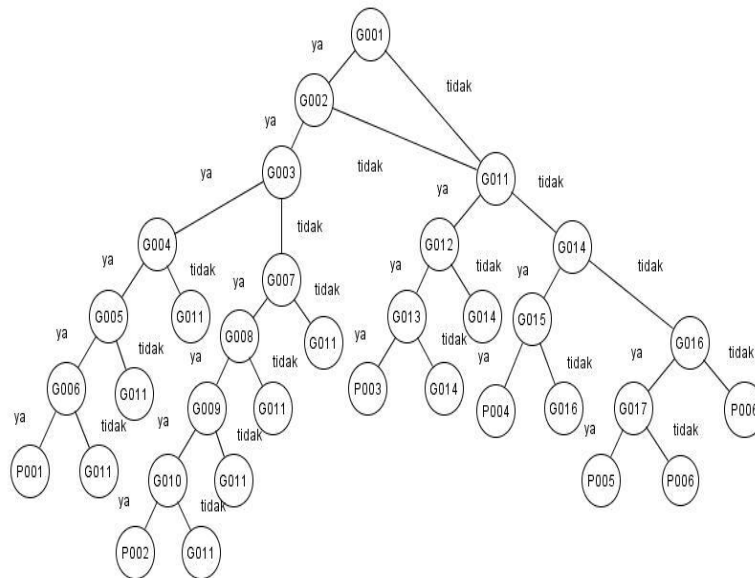 G001
ya
tidak
G002
ya
tidak
G003
G011
ya
tidak
ya
tidak
G004
G012
G014
ya
tidak
G007
ya
tidak
ya
tidak
G005
G011
ya
tidak
G013
G014
G015
G016
ya
tidak
G008
G011
ya
tidak
ya
tidak
ya
tidak
G006
G011
ya
tidak
P003
G014
P004
G016
G017
P006
ya
tidak
G009
G011
ya
tidak
P001
G011
ya
tidak
G010
G011
P005
P006
ya
tidak
P002
G011